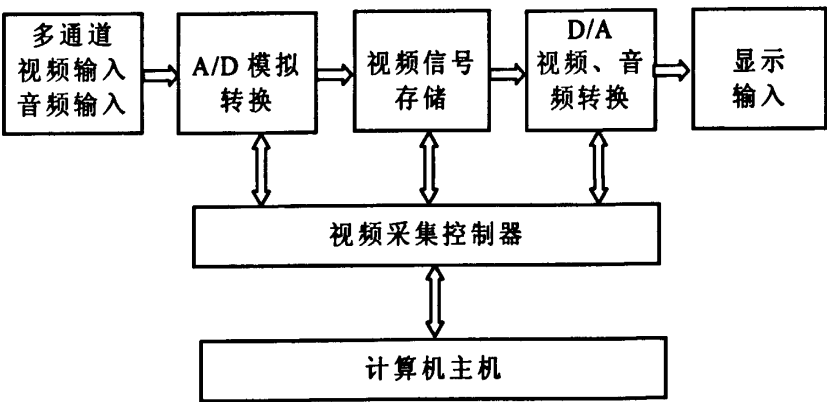 多通道
视频输入
音频输入
A/D 模拟
转换
视频信号
存储
D/A
视频、音
频转换
显示
输入
视频采集控制器
计算机主机